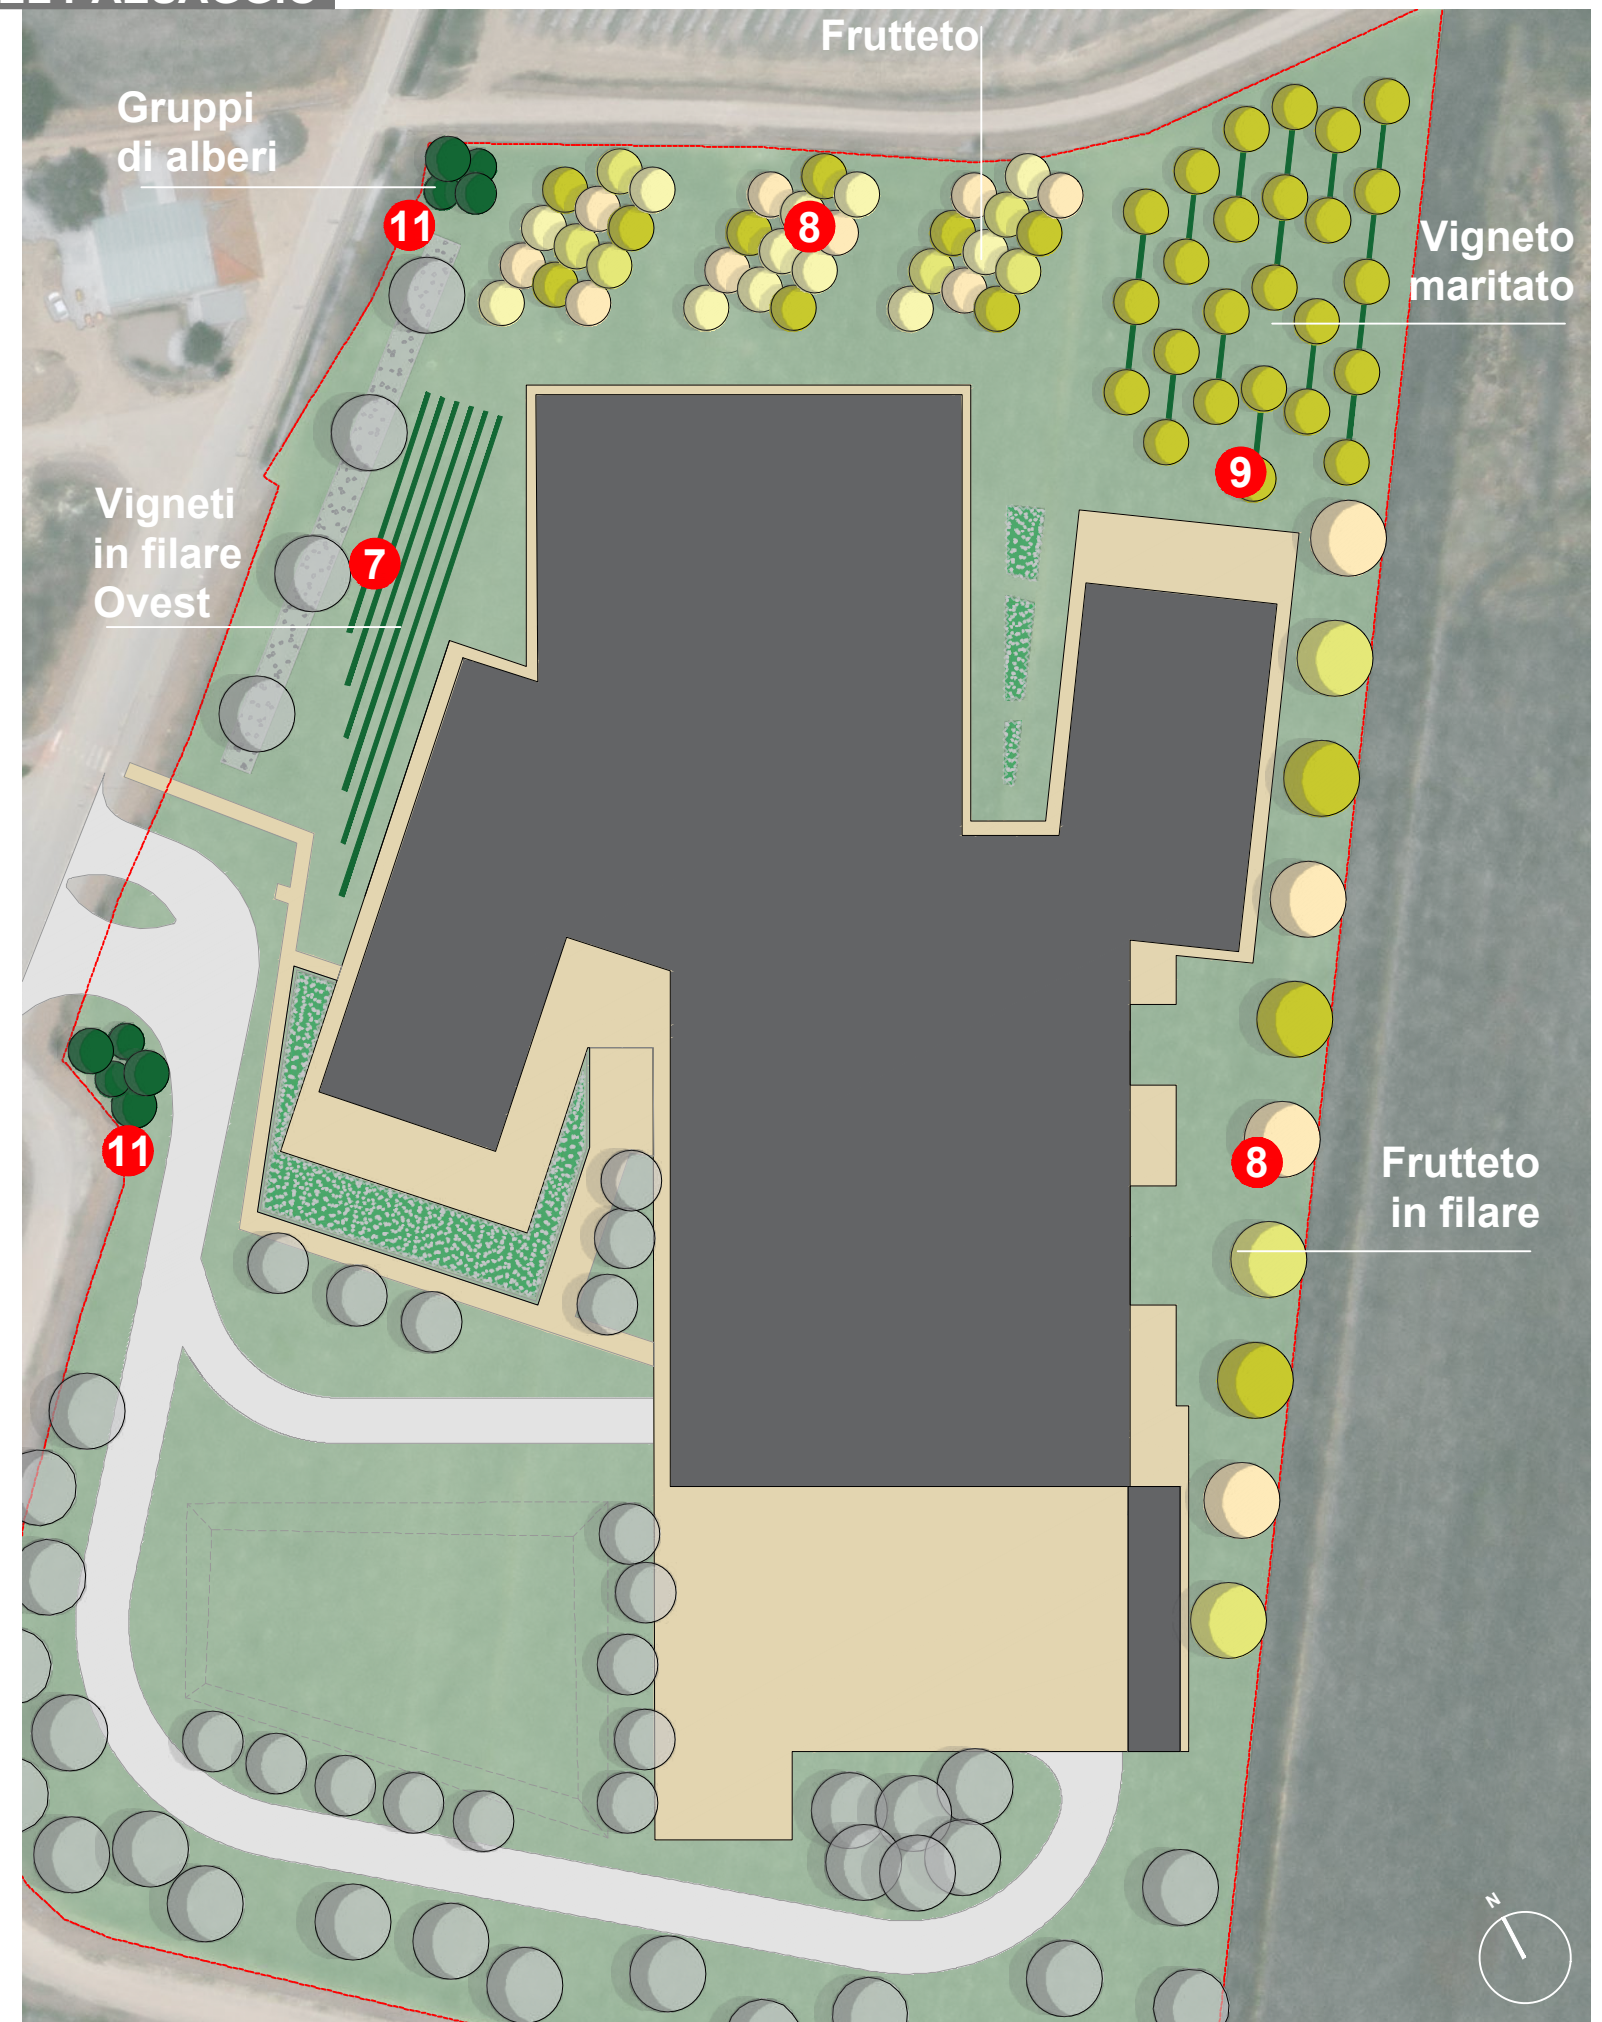 Frutteto
Gruppi
di alberi
11
8
Vigneto
maritato
9
Vigneti
in filare
Ovest
7
11
8
Frutteto
in filare
N